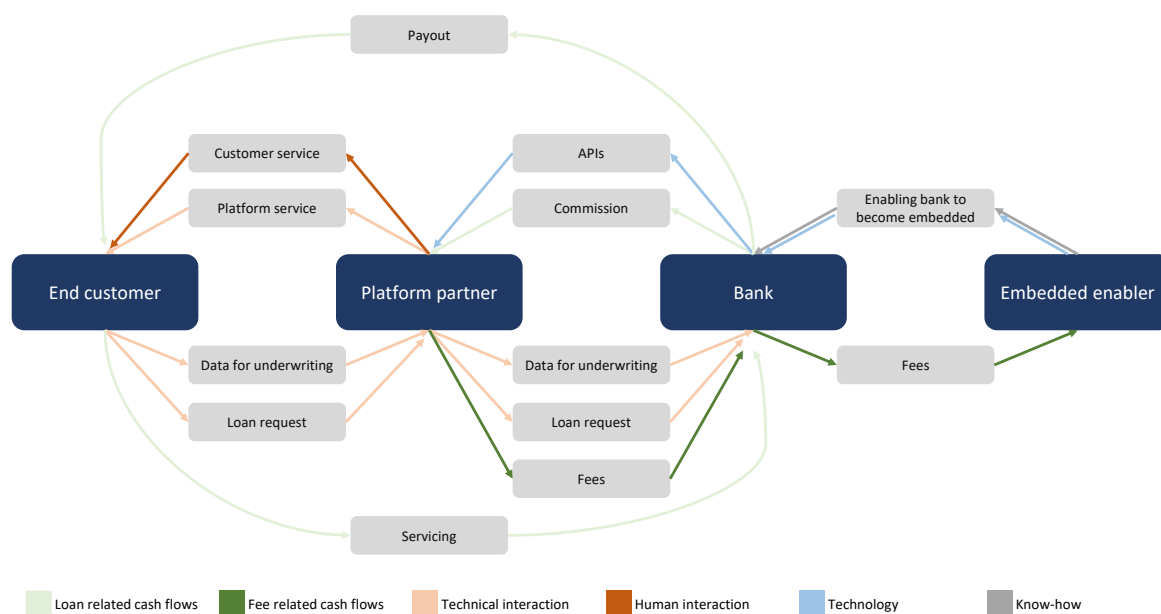 Payout
Customer service
APIs
Platform service
Commission
Enabling bank to
become embedded
End customer
Platform partner
Bank
Embedded enabler
Data for underwriting
Data for underwriting
Fees
Loan request
Loan request
Fees
Servicing
Loan related cash flows
Fee related cash flows
Technical interaction
Human interaction
Technology
Know-how